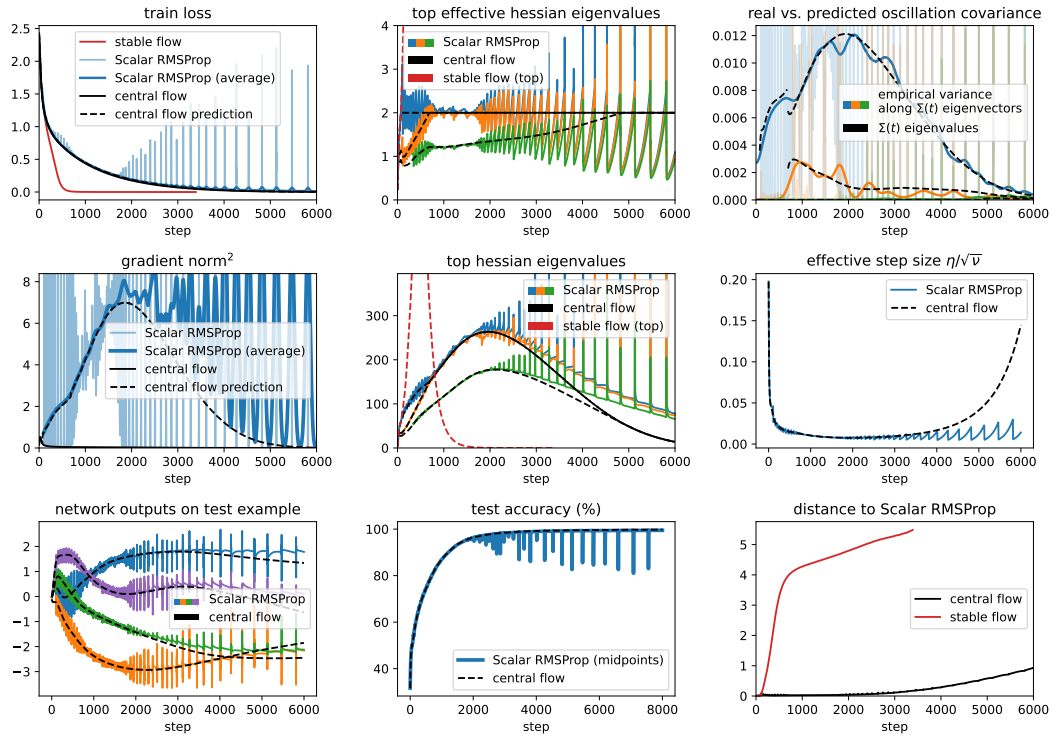 train loss
2.5
2.0
1.5
1.0
0.5
0.0
stable flow
Scalar RMSProp
Scalar RMSProp (average)
central flow
central flow prediction
0 1000 2000 3000 4000 5000 6000
step
top effective hessian eigenvalues
4
3
2
1
0
Scalar RMSProp
central flow
stable flow (top)
0 1000 2000 3000 4000 5000 6000
step
real vs. predicted oscillation covariance
0.012
0.010
0.008
0.006
0.004
0.002
0.000
empirical variance
along Σ(t) eigenvectors
Σ(t) eigenvalues
0 1000 2000 3000 4000 5000 6000
step
gradient norm²
8
6
4
2
0
Scalar RMSProp
Scalar RMSProp (average)
central flow
central flow prediction
0 1000 2000 3000 4000 5000 6000
step
top hessian eigenvalues
300
200
100
0
Scalar RMSProp
central flow
stable flow (top)
0 1000 2000 3000 4000 5000 6000
step
effective step size η/√ν
0.20
0.15
0.10
0.05
0.00
Scalar RMSProp
central flow
0 1000 2000 3000 4000 5000 6000
step
network outputs on test example
2
1
0
−1
−2
−3
Scalar RMSProp
central flow
0 1000 2000 3000 4000 5000 6000
step
test accuracy (%)
100
80
60
40
Scalar RMSProp (midpoints)
central flow
0 2000 4000 6000 8000
step
distance to Scalar RMSProp
5
4
3
2
1
0
central flow
stable flow
0 1000 2000 3000 4000 5000 6000
step